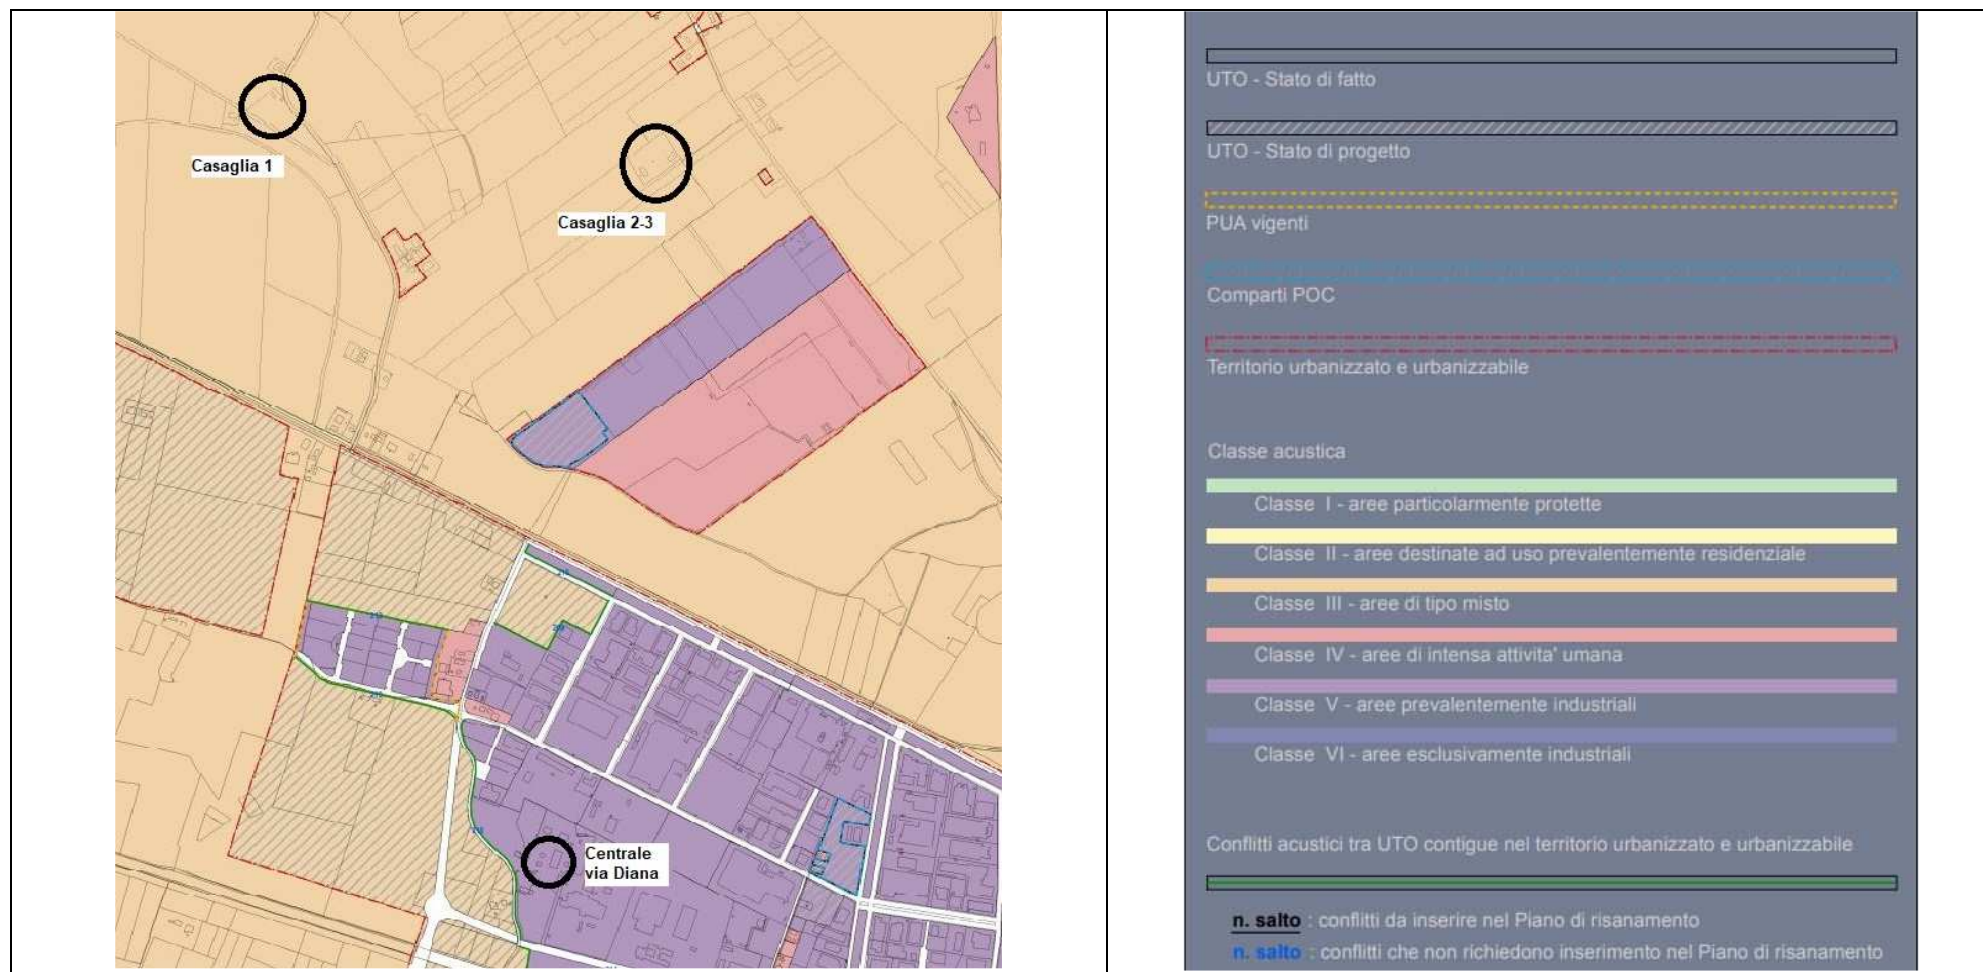 Casaglia 1
Casaglia 2-3
Centrale
via Diana
UTO - Stato di fatto
UTO - Stato di progetto
PUA vigenti
Comparti POC
Territorio urbanizzato e urbanizzabile
Classe acustica
Classe I - aree particolarmente protette
Classe II - aree destinate ad uso prevalentemente residenziale
Classe III - aree di tipo misto
Classe IV - aree di intensa attivita' umana
Classe V - aree prevalentemente industriali
Classe VI - aree esclusivamente industriali
Conflitti acustici tra UTO contigue nel territorio urbanizzato e urbanizzabile
n. salto : conflitti da inserire nel Piano di risanamento
n. salto : conflitti che non richiedono inserimento nel Piano di risanamento